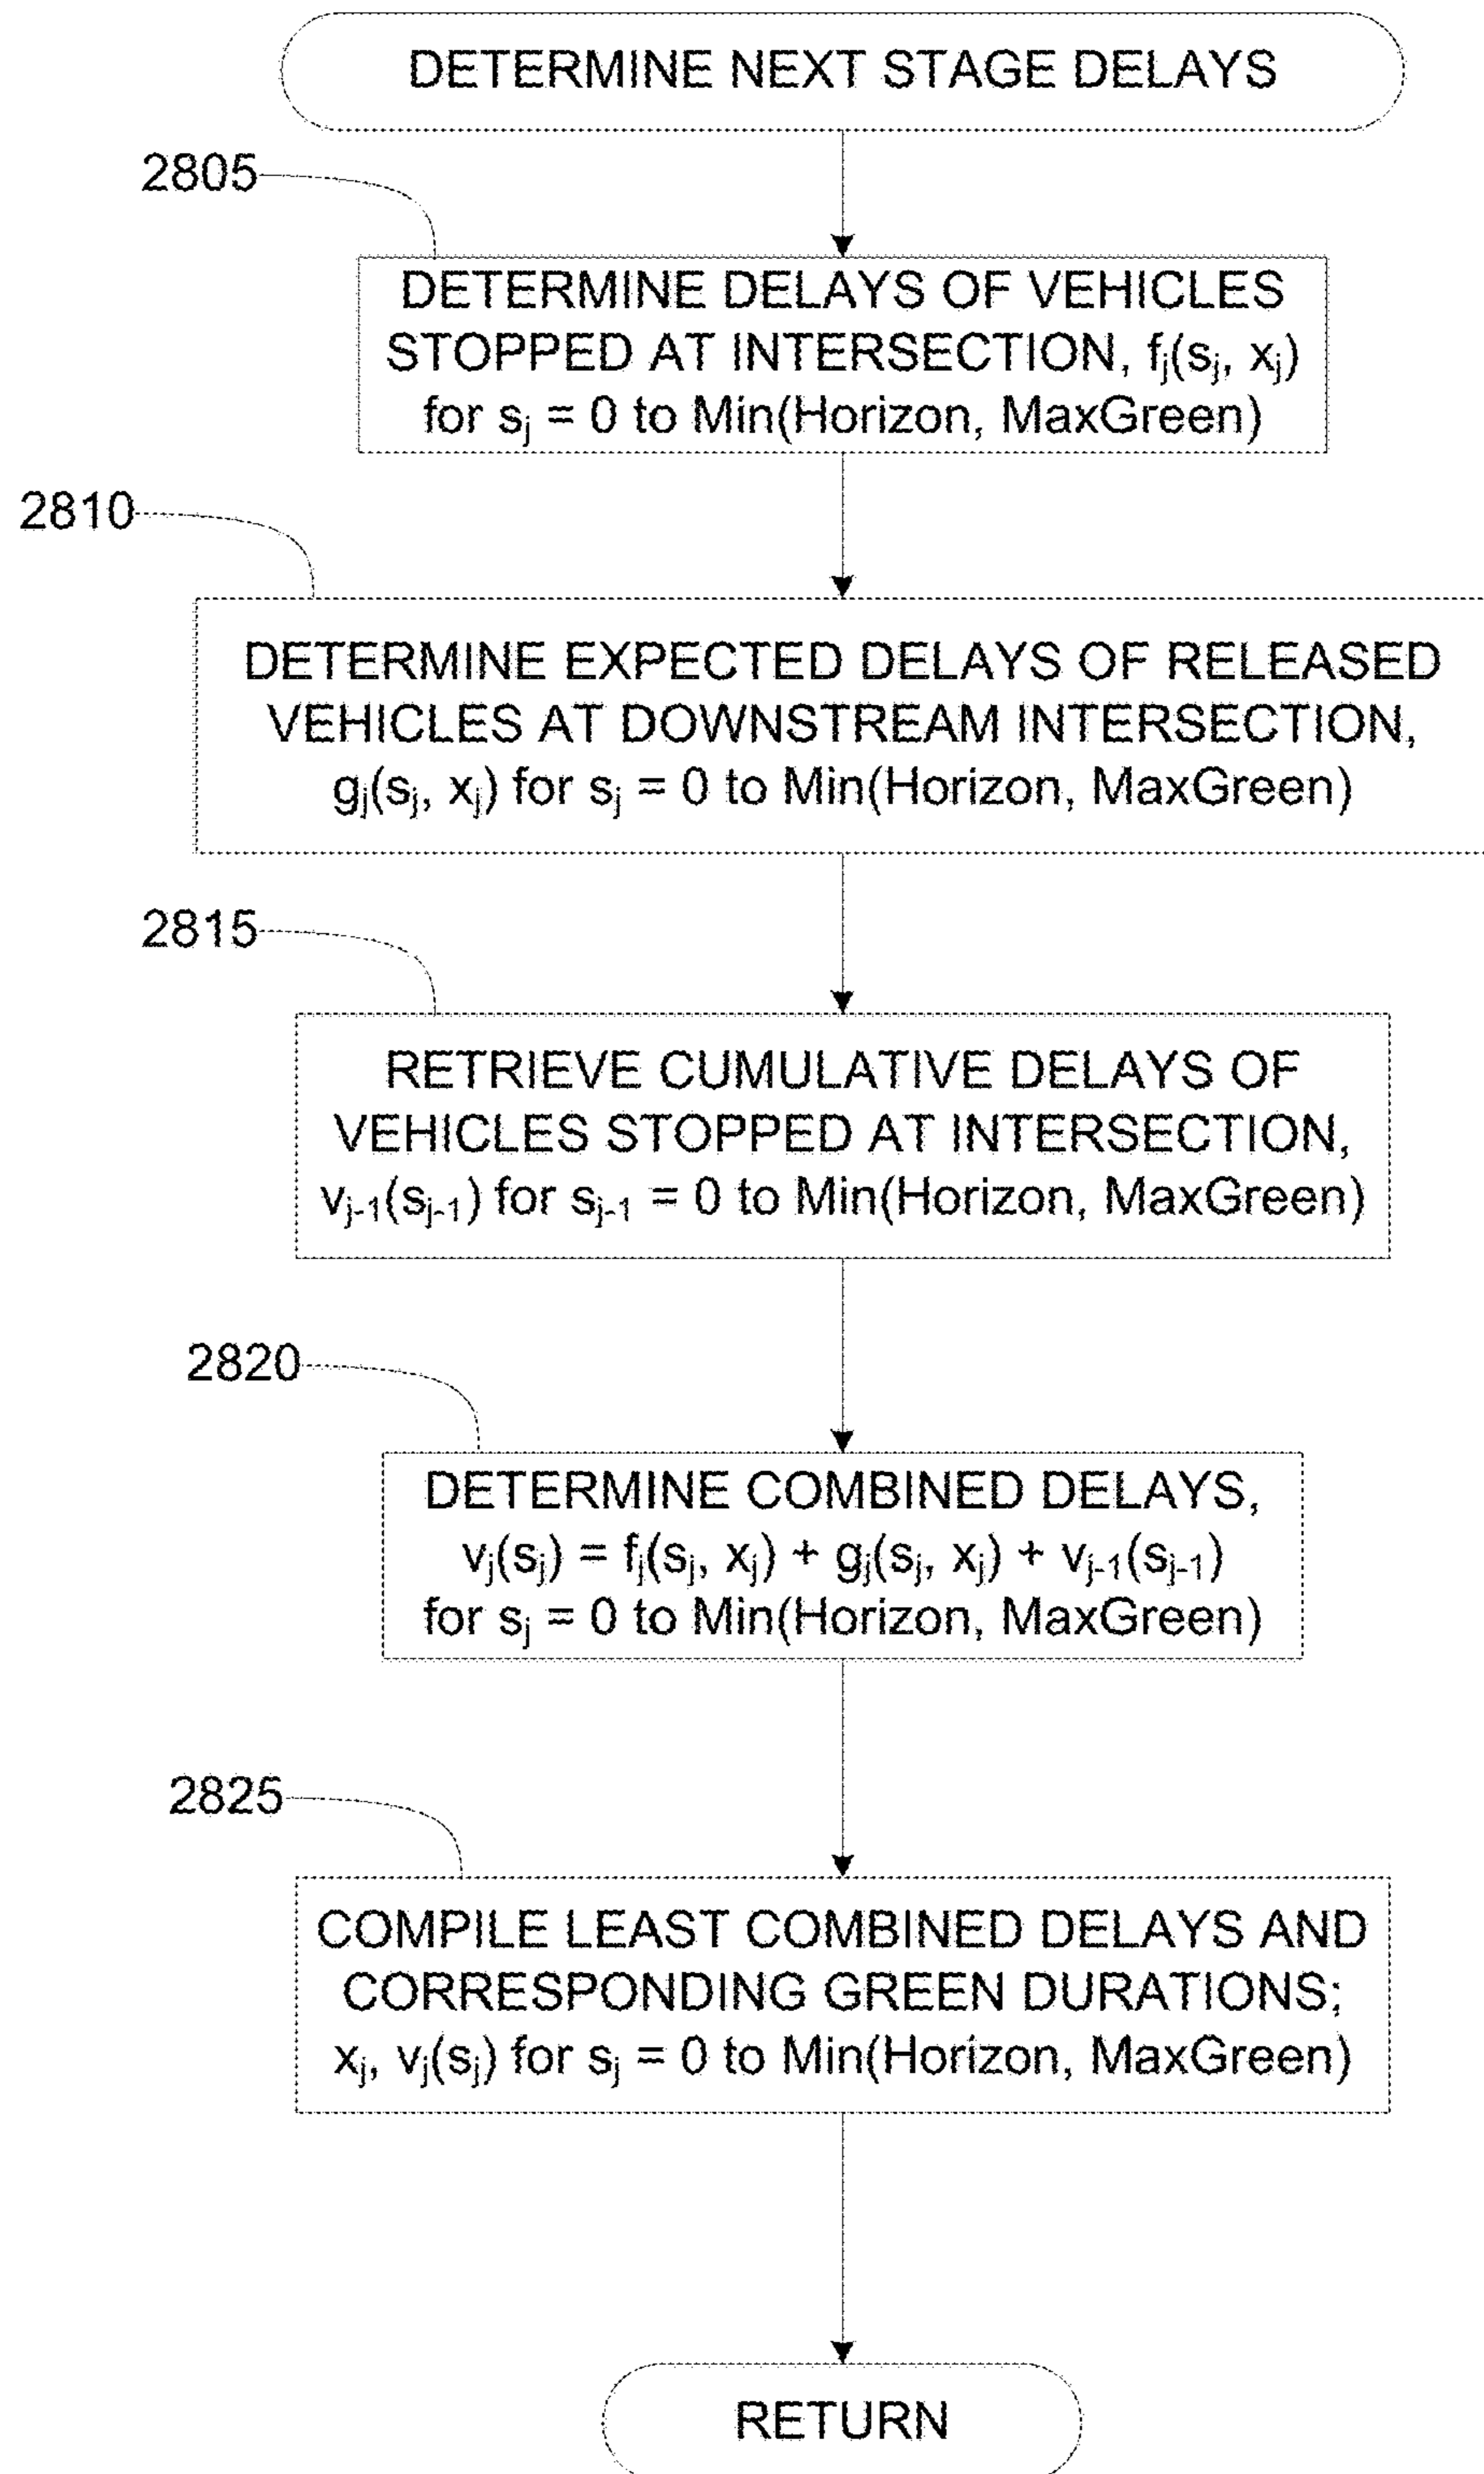 DETERMINE NEXT STAGE DELAYS
2805
DETERMINE DELAYS OF VEHICLES
STOPPED AT INTERSECTION, fⱼ(sⱼ, xⱼ)
for sⱼ = 0 to Min(Horizon, MaxGreen)
2810
DETERMINE EXPECTED DELAYS OF RELEASED
VEHICLES AT DOWNSTREAM INTERSECTION,
gⱼ(sⱼ, xⱼ) for sⱼ = 0 to Min(Horizon, MaxGreen)
2815
RETRIEVE CUMULATIVE DELAYS OF
VEHICLES STOPPED AT INTERSECTION,
vⱼ₋₁(sⱼ₋₁) for sⱼ₋₁ = 0 to Min(Horizon, MaxGreen)
2820
DETERMINE COMBINED DELAYS,
vⱼ(sⱼ) = fⱼ(sⱼ, xⱼ) + gⱼ(sⱼ, xⱼ) + vⱼ₋₁(sⱼ₋₁)
for sⱼ = 0 to Min(Horizon, MaxGreen)
2825
COMPILE LEAST COMBINED DELAYS AND
CORRESPONDING GREEN DURATIONS;
xⱼ, vⱼ(sⱼ) for sⱼ = 0 to Min(Horizon, MaxGreen)
RETURN